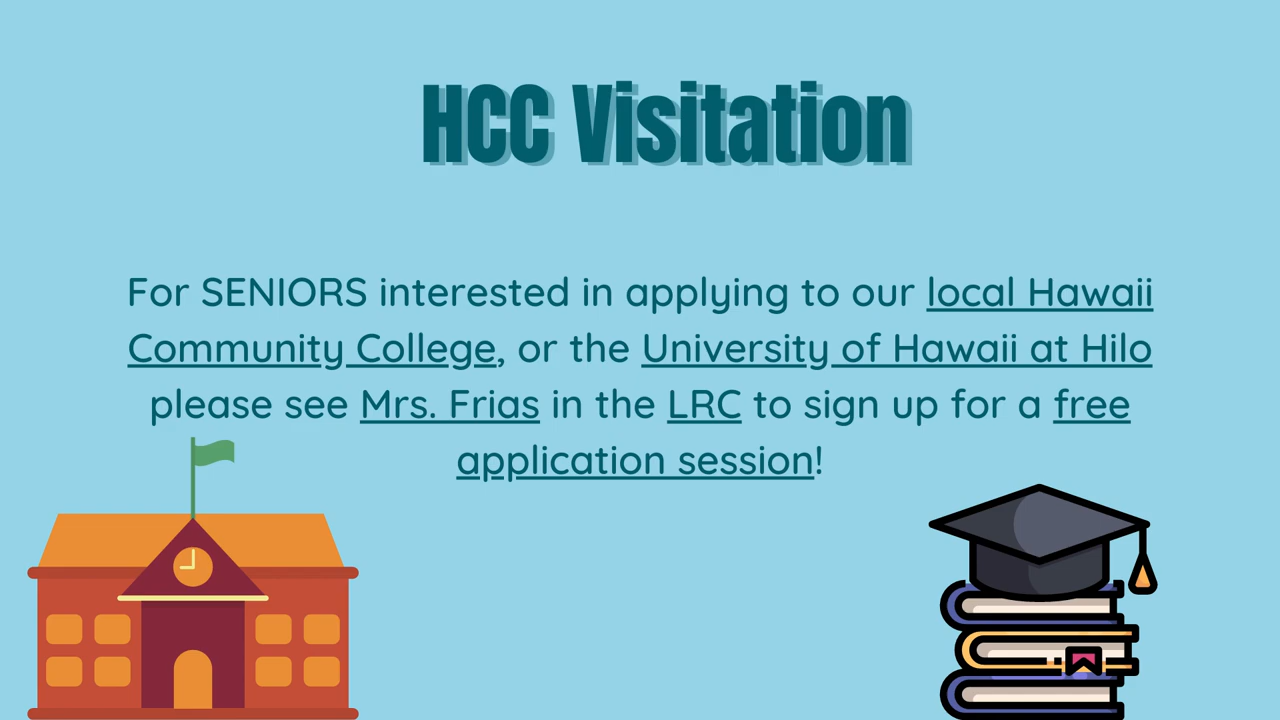 HCC Visitation
For SENIORS interested in applying to our local Hawaii
Community College, or the University of Hawaii at Hilo
please see Mrs. Frias in the LRC to sign up for a free
application session!